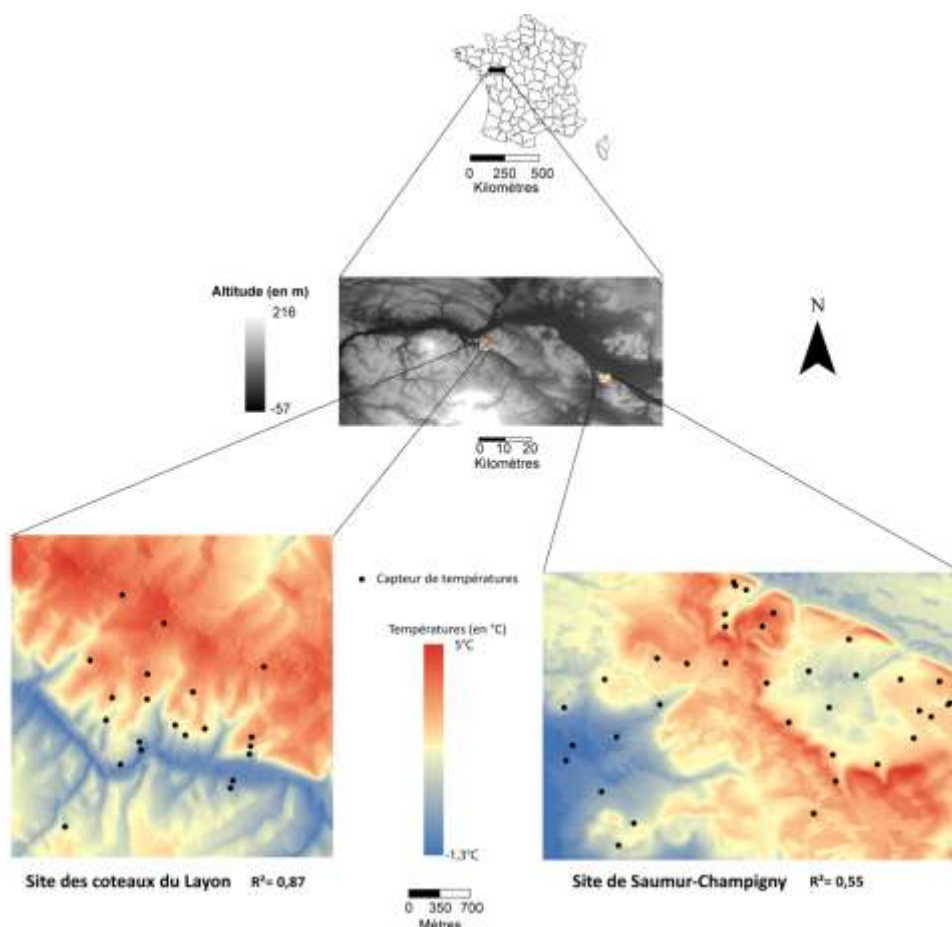 0 250 500
Kilomètres
Altitude (en m)
216
-57
N
0 10 20
Kilomètres
Capteur de températures
Températures (en °C)
5°C
-1,3°C
Site des coteaux du Layon R²= 0,87
Site de Saumur-Champigny R²= 0,55
0 350 700
Mètres